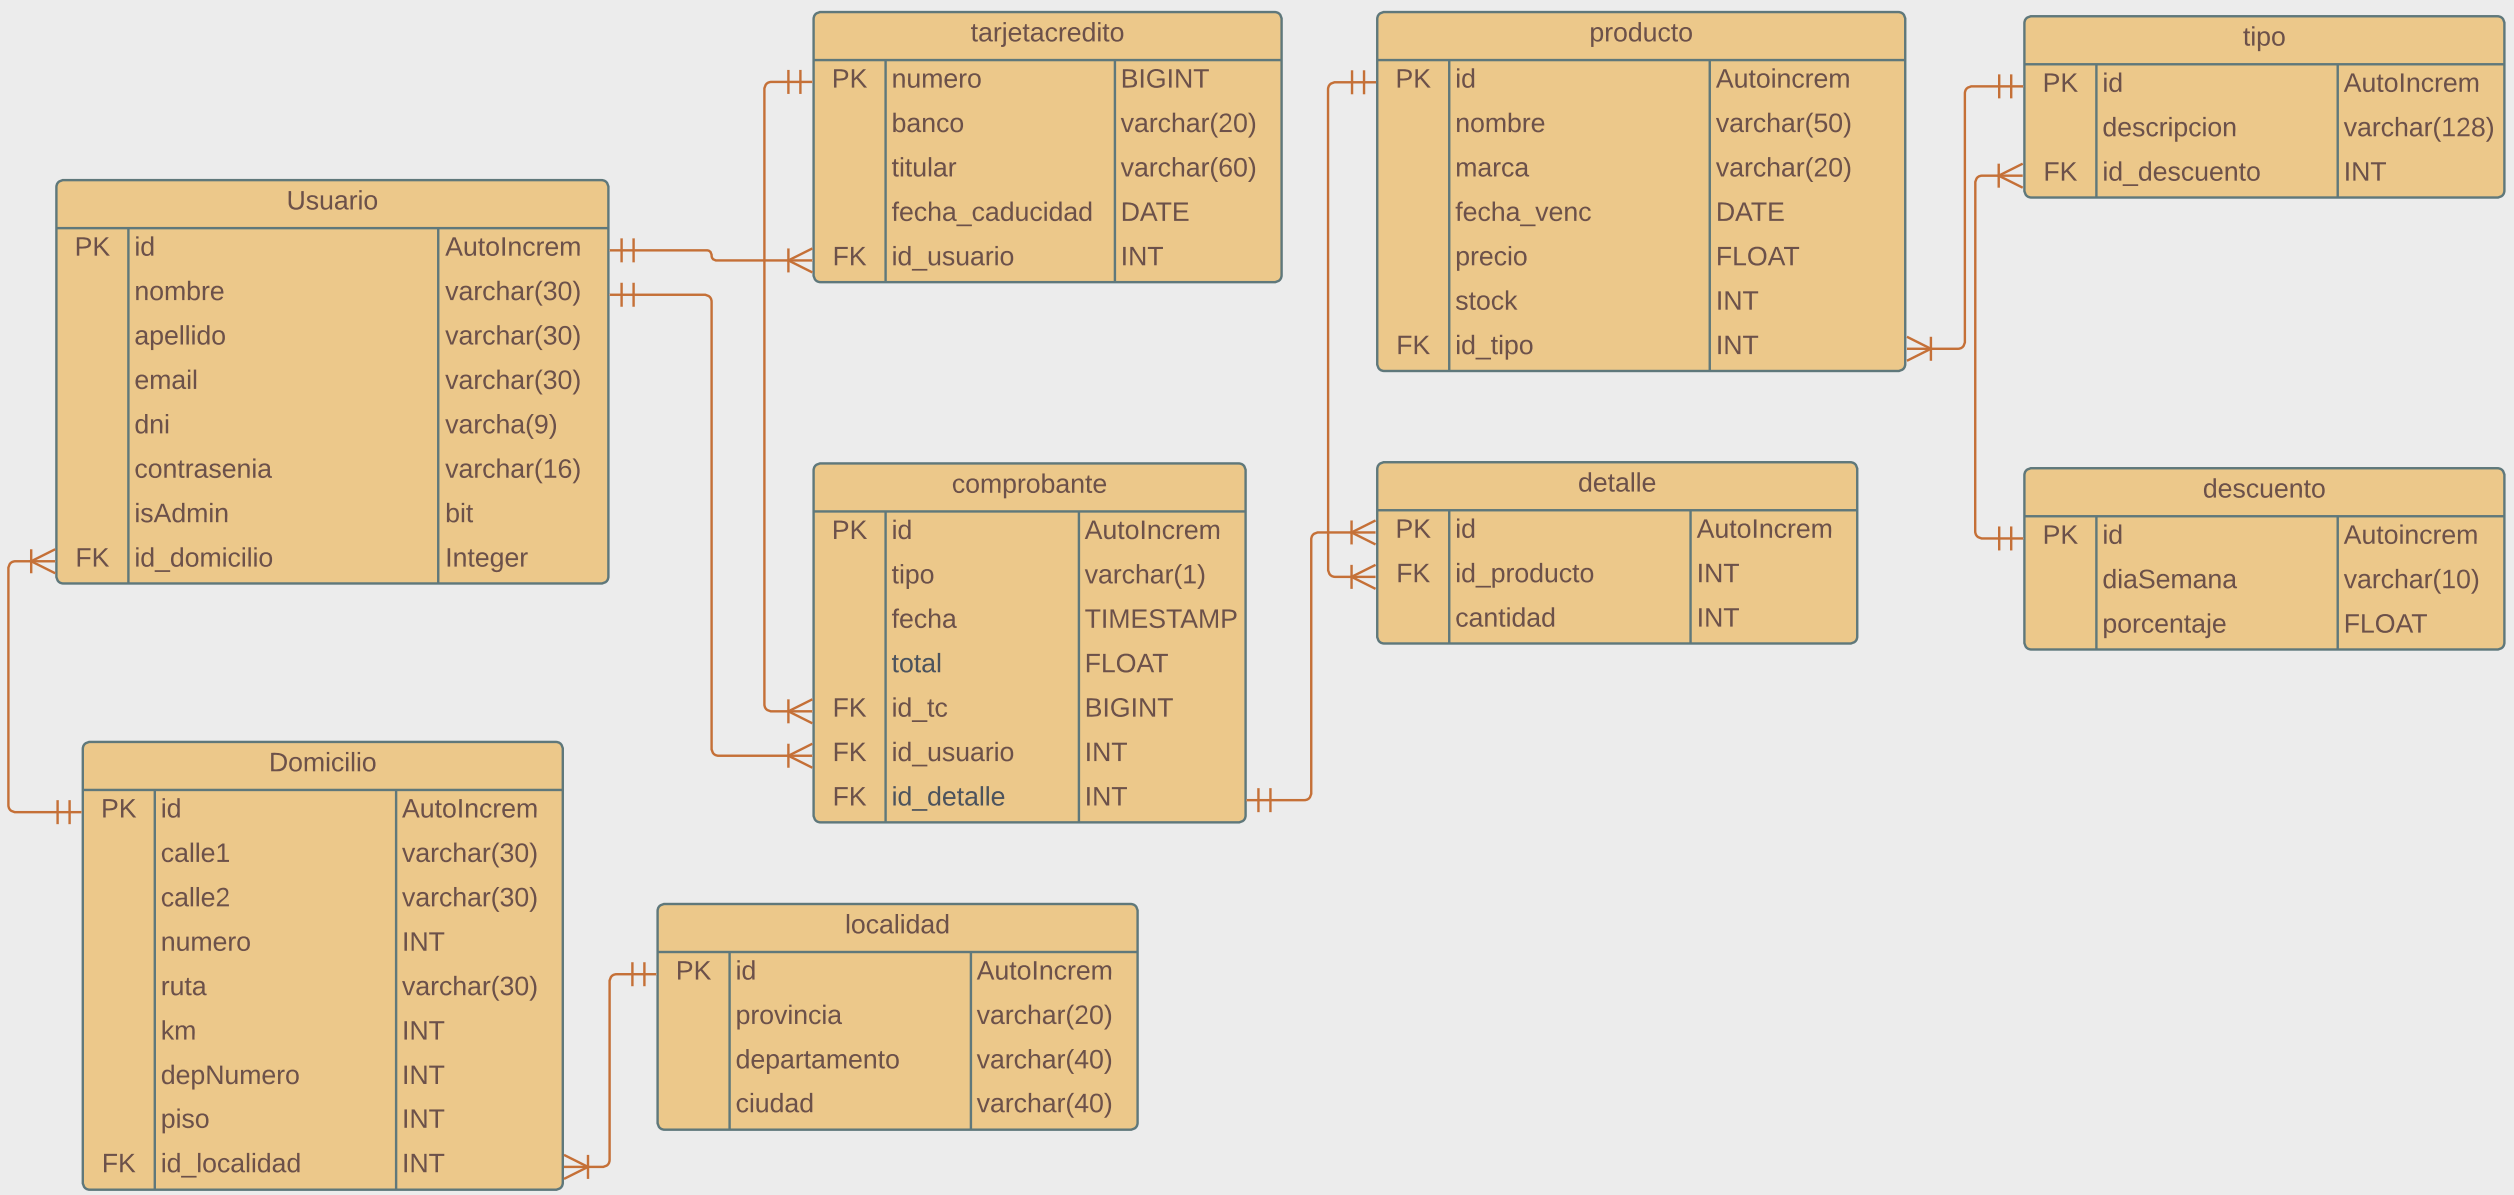 Usuario
PK id AutoIncrem
nombre varchar(30)
apellido varchar(30)
email varchar(30)
dni varcha(9)
contrasenia varchar(16)
isAdmin bit
FK id_domicilio Integer
Domicilio
PK id AutoIncrem
calle1 varchar(30)
calle2 varchar(30)
numero INT
ruta varchar(30)
km INT
depNumero INT
piso INT
FK id_localidad INT
tarjetacredito
PK numero BIGINT
banco varchar(20)
titular varchar(60)
fecha_caducidad DATE
FK id_usuario INT
comprobante
PK id AutoIncrem
tipo varchar(1)
fecha TIMESTAMP
total FLOAT
FK id_tc BIGINT
FK id_usuario INT
FK id_detalle INT
localidad
PK id AutoIncrem
provincia varchar(20)
departamento varchar(40)
ciudad varchar(40)
producto
PK id Autoincrem
nombre varchar(50)
marca varchar(20)
fecha_venc DATE
precio FLOAT
stock INT
FK id_tipo INT
detalle
PK id AutoIncrem
FK id_producto INT
cantidad INT
tipo
PK id AutoIncrem
descripcion varchar(128)
FK id_descuento INT
descuento
PK id Autoincrem
diaSemana varchar(10)
porcentaje FLOAT